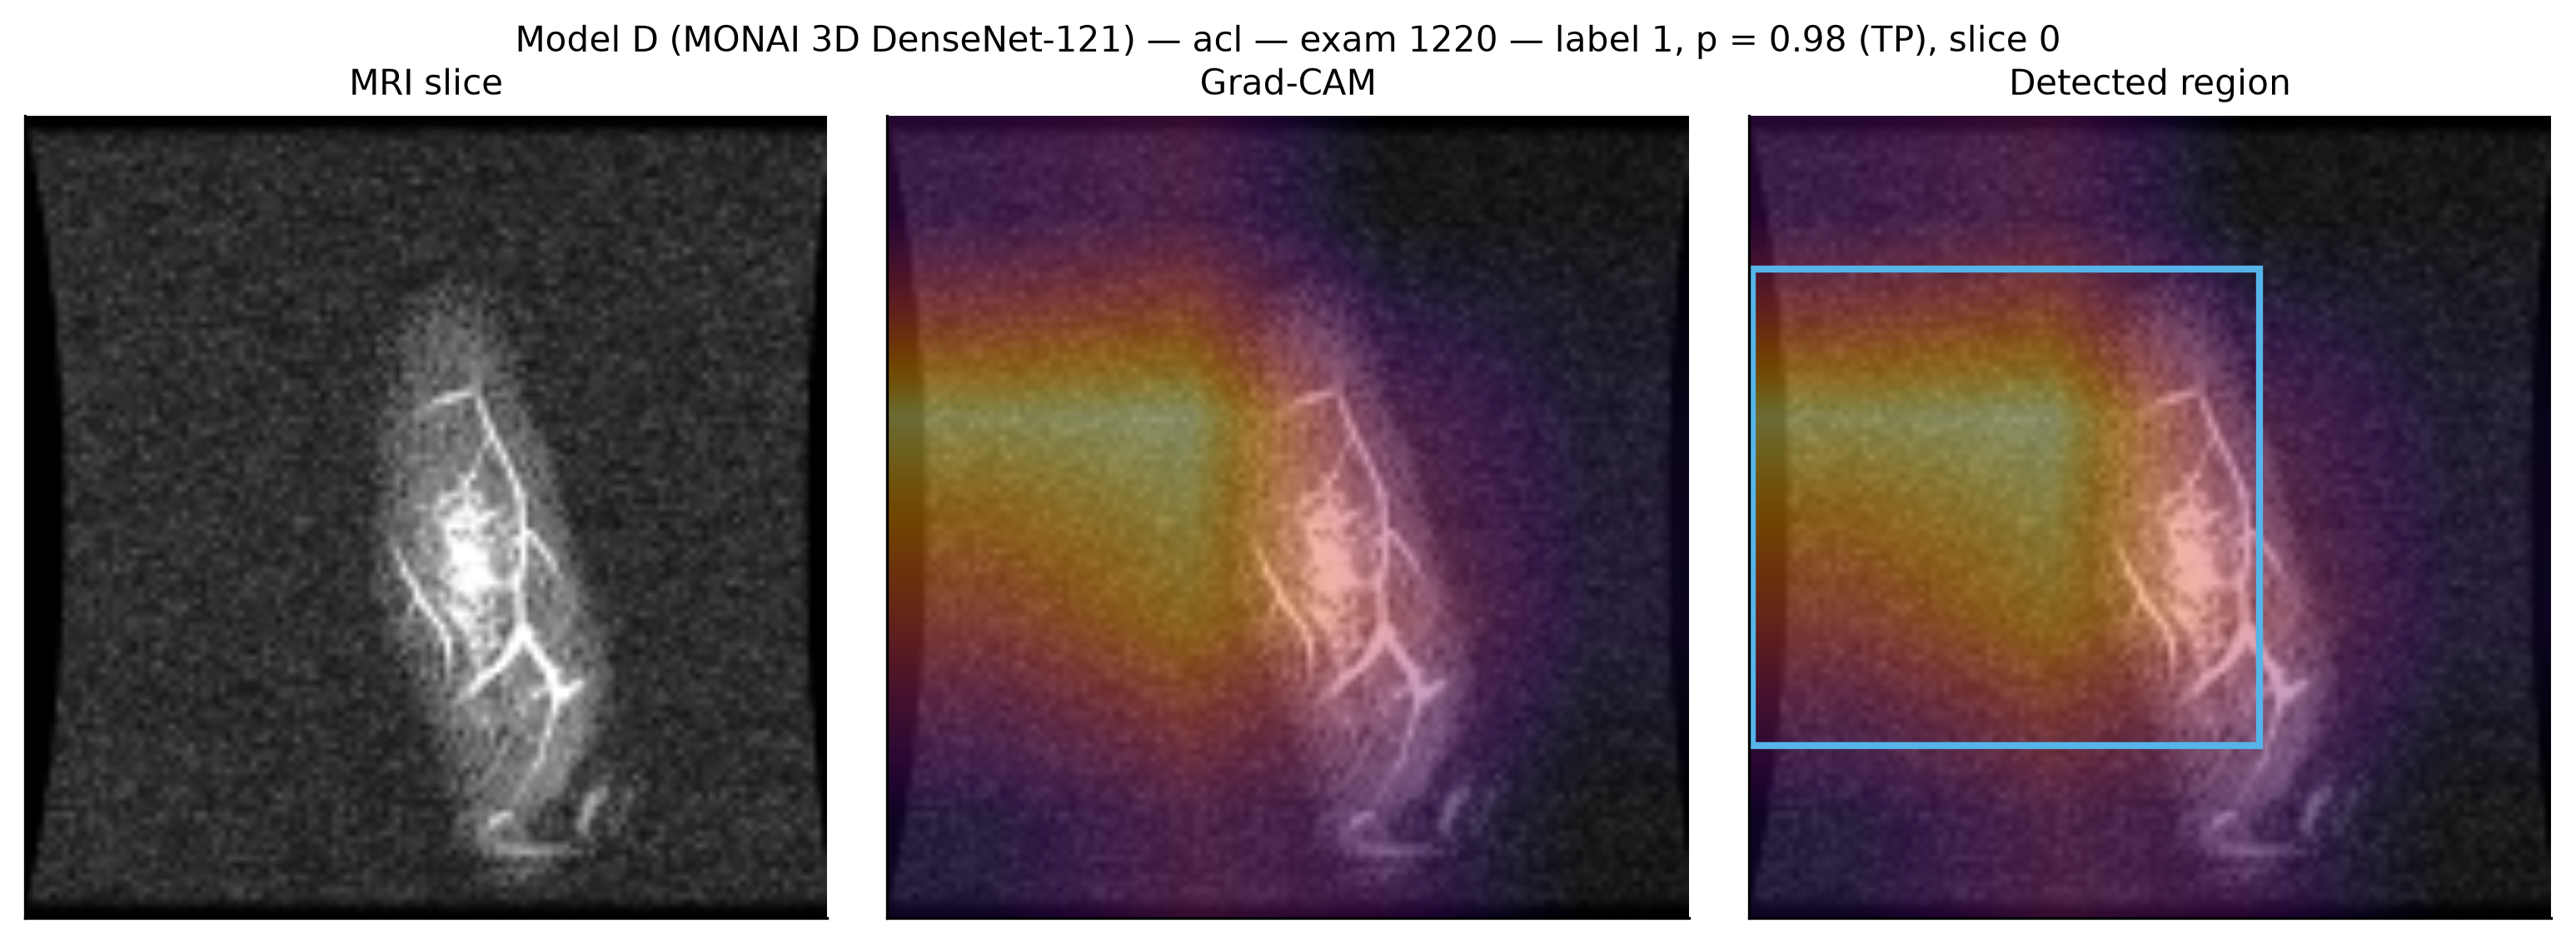 Model D (MONAI 3D DenseNet-121) — acl — exam 1220 — label 1, p = 0.98 (TP), slice 0
MRI slice
Grad-CAM
Detected region